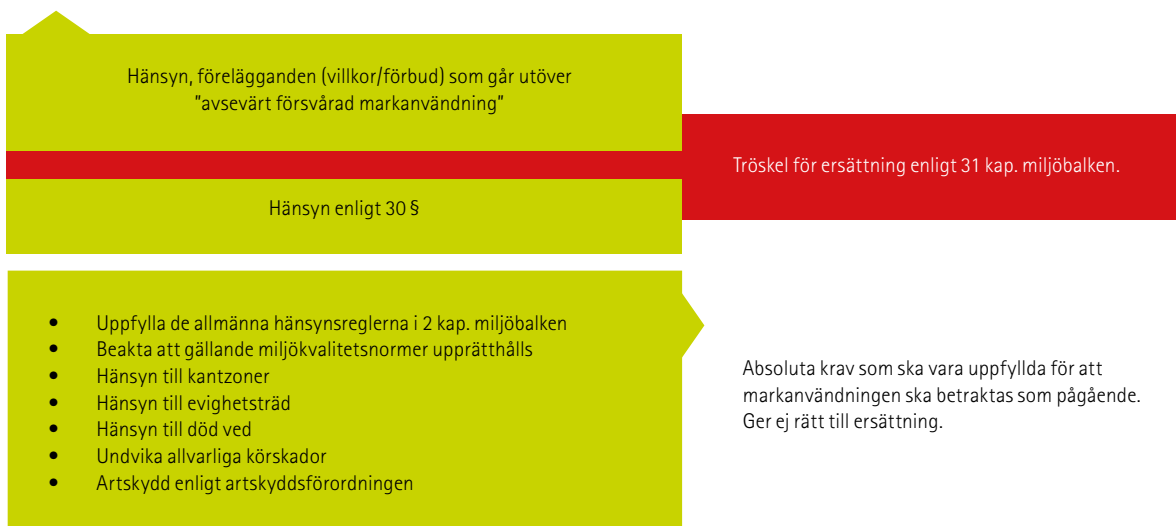 Hänsyn, förelägganden (villkor/förbud) som går utöver
"avsevärt försvårad markanvändning"
Tröskel för ersättning enligt 31 kap. miljöbalken.
Hänsyn enligt 30 §
• Uppfylla de allmänna hänsynsreglerna i 2 kap. miljöbalken
• Beakta att gällande miljökvalitetsnormer upprätthålls
• Hänsyn till kantzoner
• Hänsyn till evighetsträd
• Hänsyn till död ved
• Undvika allvarliga körskador
• Artskydd enligt artskyddsförordningen
Absoluta krav som ska vara uppfyllda för att
markanvändningen ska betraktas som pågående.
Ger ej rätt till ersättning.